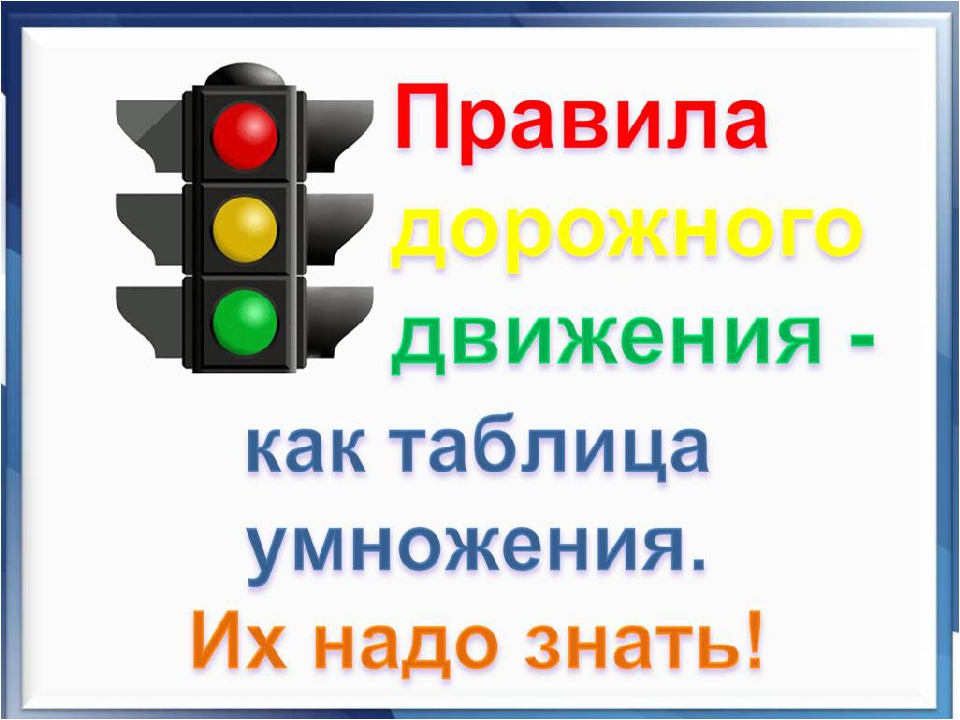 Правила
дорожного
движения -
как таблица
умножения.
Их надо знать!